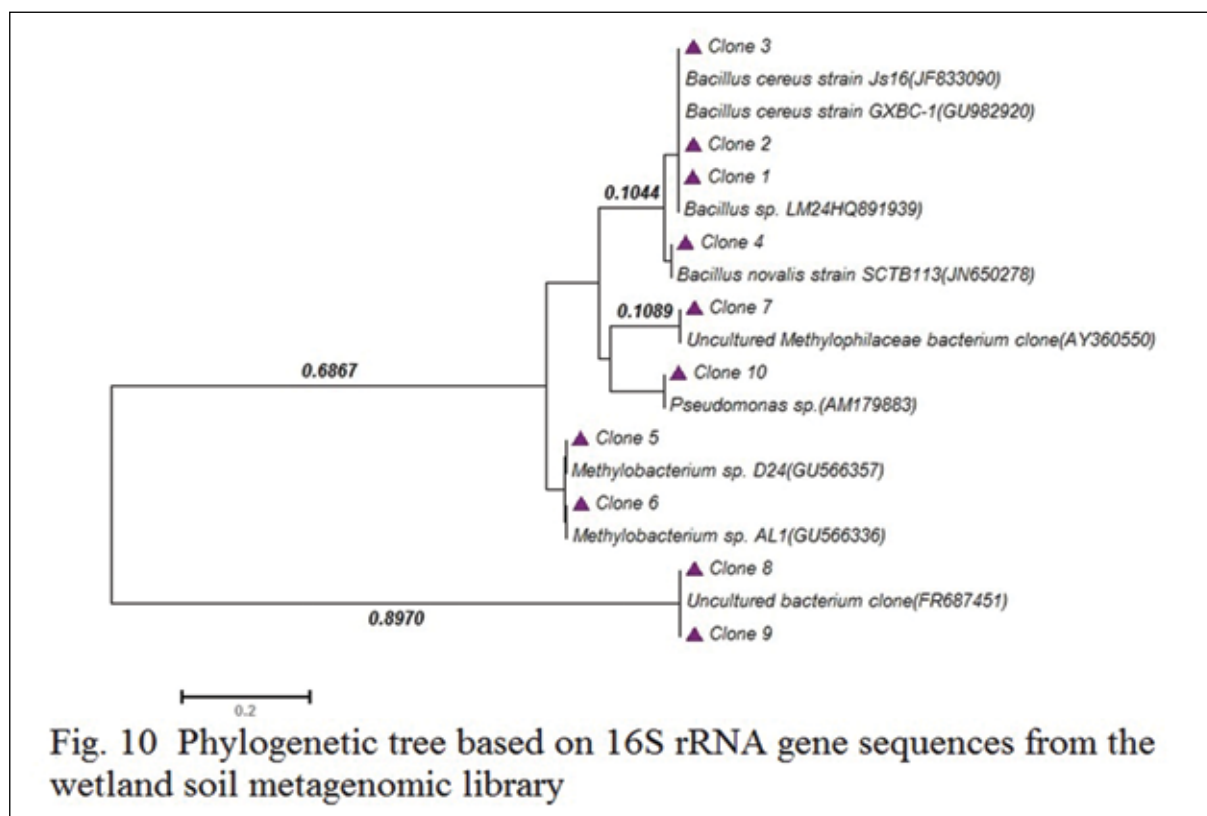 Clone 3
Bacillus cereus strain Js16(JF833090)
Bacillus cereus strain GXBC-1(GU982920)
Clone 2
Clone 1
0.1044
Bacillus sp. LM24HQ891939)
Clone 4
Bacillus novalis strain SCTB113(JN650278)
Clone 7
0.1089
Uncultured Methylophilaceae bacterium clone(AY360550)
0.6867
Clone 10
Pseudomonas sp.(AM179883)
Clone 5
Methylobacterium sp. D24(GU566357)
Clone 6
Methylobacterium sp. AL1(GU566336)
Clone 8
Uncultured bacterium clone(FR687451)
0.8970
Clone 9
0.2
Fig. 10 Phylogenetic tree based on 16S rRNA gene sequences from the
wetland soil metagenomic library